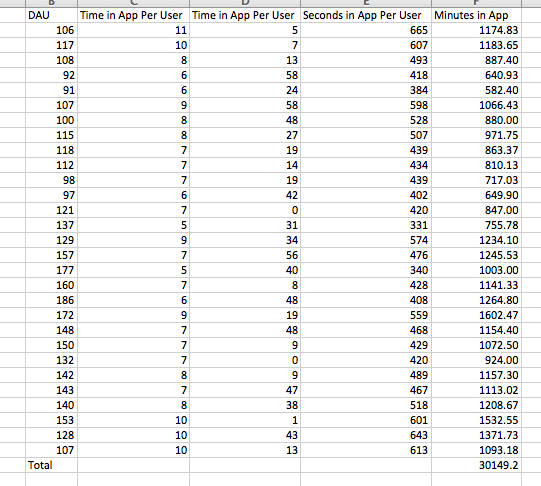 B C D E F
DAU Time in App Per User Time in App Per User Seconds in App Per User Minutes in App
106 11 5 665 1174.83
117 10 7 607 1183.65
108 8 13 493 887.40
92 6 58 418 640.93
91 6 24 384 582.40
107 9 58 598 1066.43
100 8 48 528 880.00
115 8 27 507 971.75
118 7 19 439 863.37
112 7 14 434 810.13
98 7 19 439 717.03
97 6 42 402 649.90
121 7 0 420 847.00
137 5 31 331 755.78
129 9 34 574 1234.10
157 7 56 476 1245.53
177 5 40 340 1003.00
160 7 8 428 1141.33
186 6 48 408 1264.80
172 9 19 559 1602.47
148 7 48 468 1154.40
150 7 9 429 1072.50
132 7 0 420 924.00
142 8 9 489 1157.30
143 7 47 467 1113.02
140 8 38 518 1208.67
153 10 1 601 1532.55
128 10 43 643 1371.73
107 10 13 613 1093.18
Total 30149.2